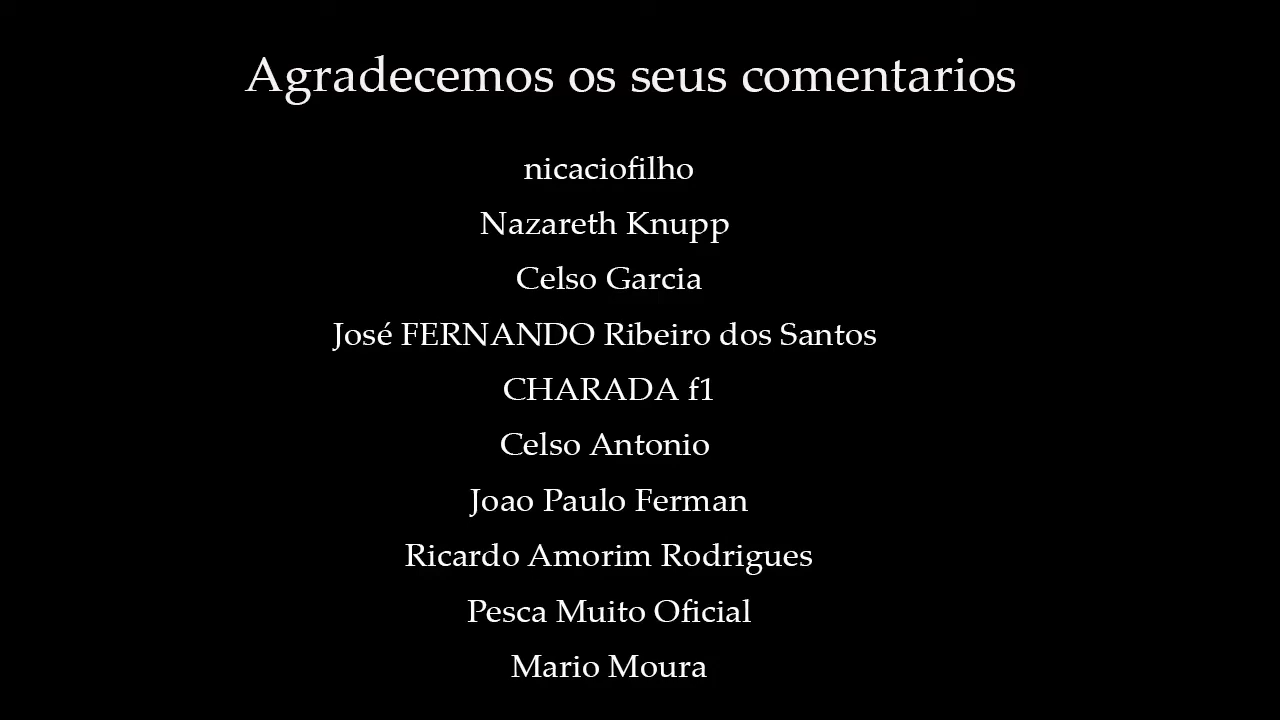 Agradecemos os seus comentarios
nicaciofilho
Nazareth Knupp
Celso Garcia
José FERNANDO Ribeiro dos Santos
CHARADA f1
Celso Antonio
Joao Paulo Ferman
Ricardo Amorim Rodrigues
Pesca Muito Oficial
Mario Moura